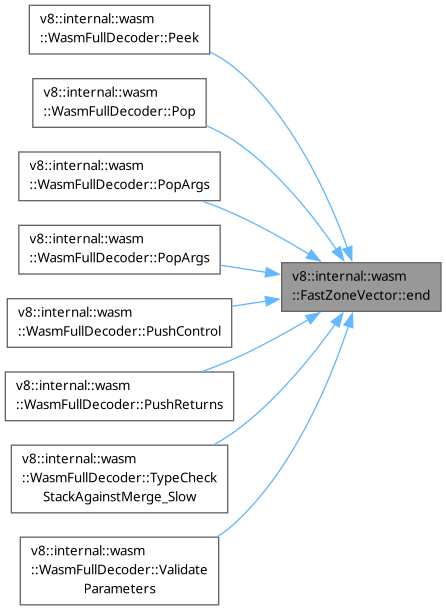 v8::internal::wasm
::WasmFullDecoder::Peek
v8::internal::wasm
::WasmFullDecoder::Pop
v8::internal::wasm
::WasmFullDecoder::PopArgs
v8::internal::wasm
::WasmFullDecoder::PopArgs
v8::internal::wasm
::FastZoneVector::end
v8::internal::wasm
::WasmFullDecoder::PushControl
v8::internal::wasm
::WasmFullDecoder::PushReturns
v8::internal::wasm
::WasmFullDecoder::TypeCheck
StackAgainstMerge_Slow
v8::internal::wasm
::WasmFullDecoder::Validate
Parameters